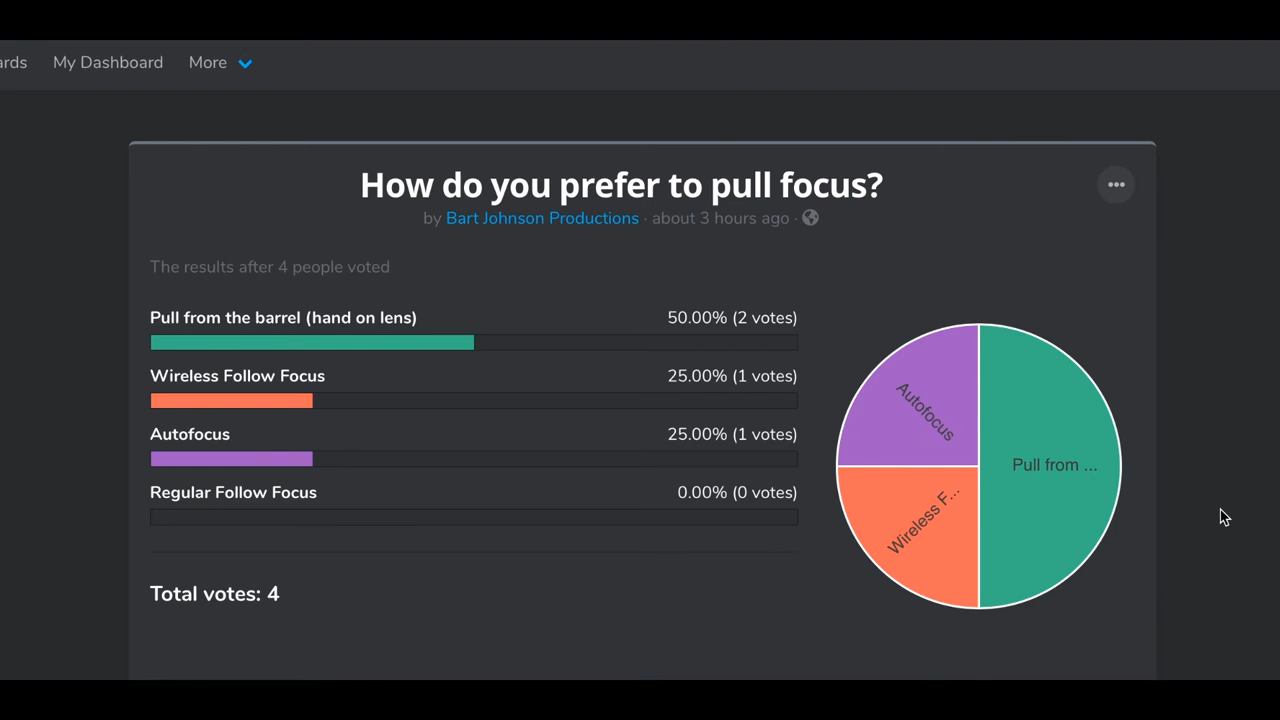 ards My Dashboard More
How do you prefer to pull focus?
by Bart Johnson Productions · about 3 hours ago ·
The results after 4 people voted
Pull from the barrel (hand on lens) 50.00% (2 votes)
Wireless Follow Focus 25.00% (1 votes)
Autofocus 25.00% (1 votes)
Regular Follow Focus 0.00% (0 votes)
Total votes: 4
Autofocus
Pull from ...
Wireless F...